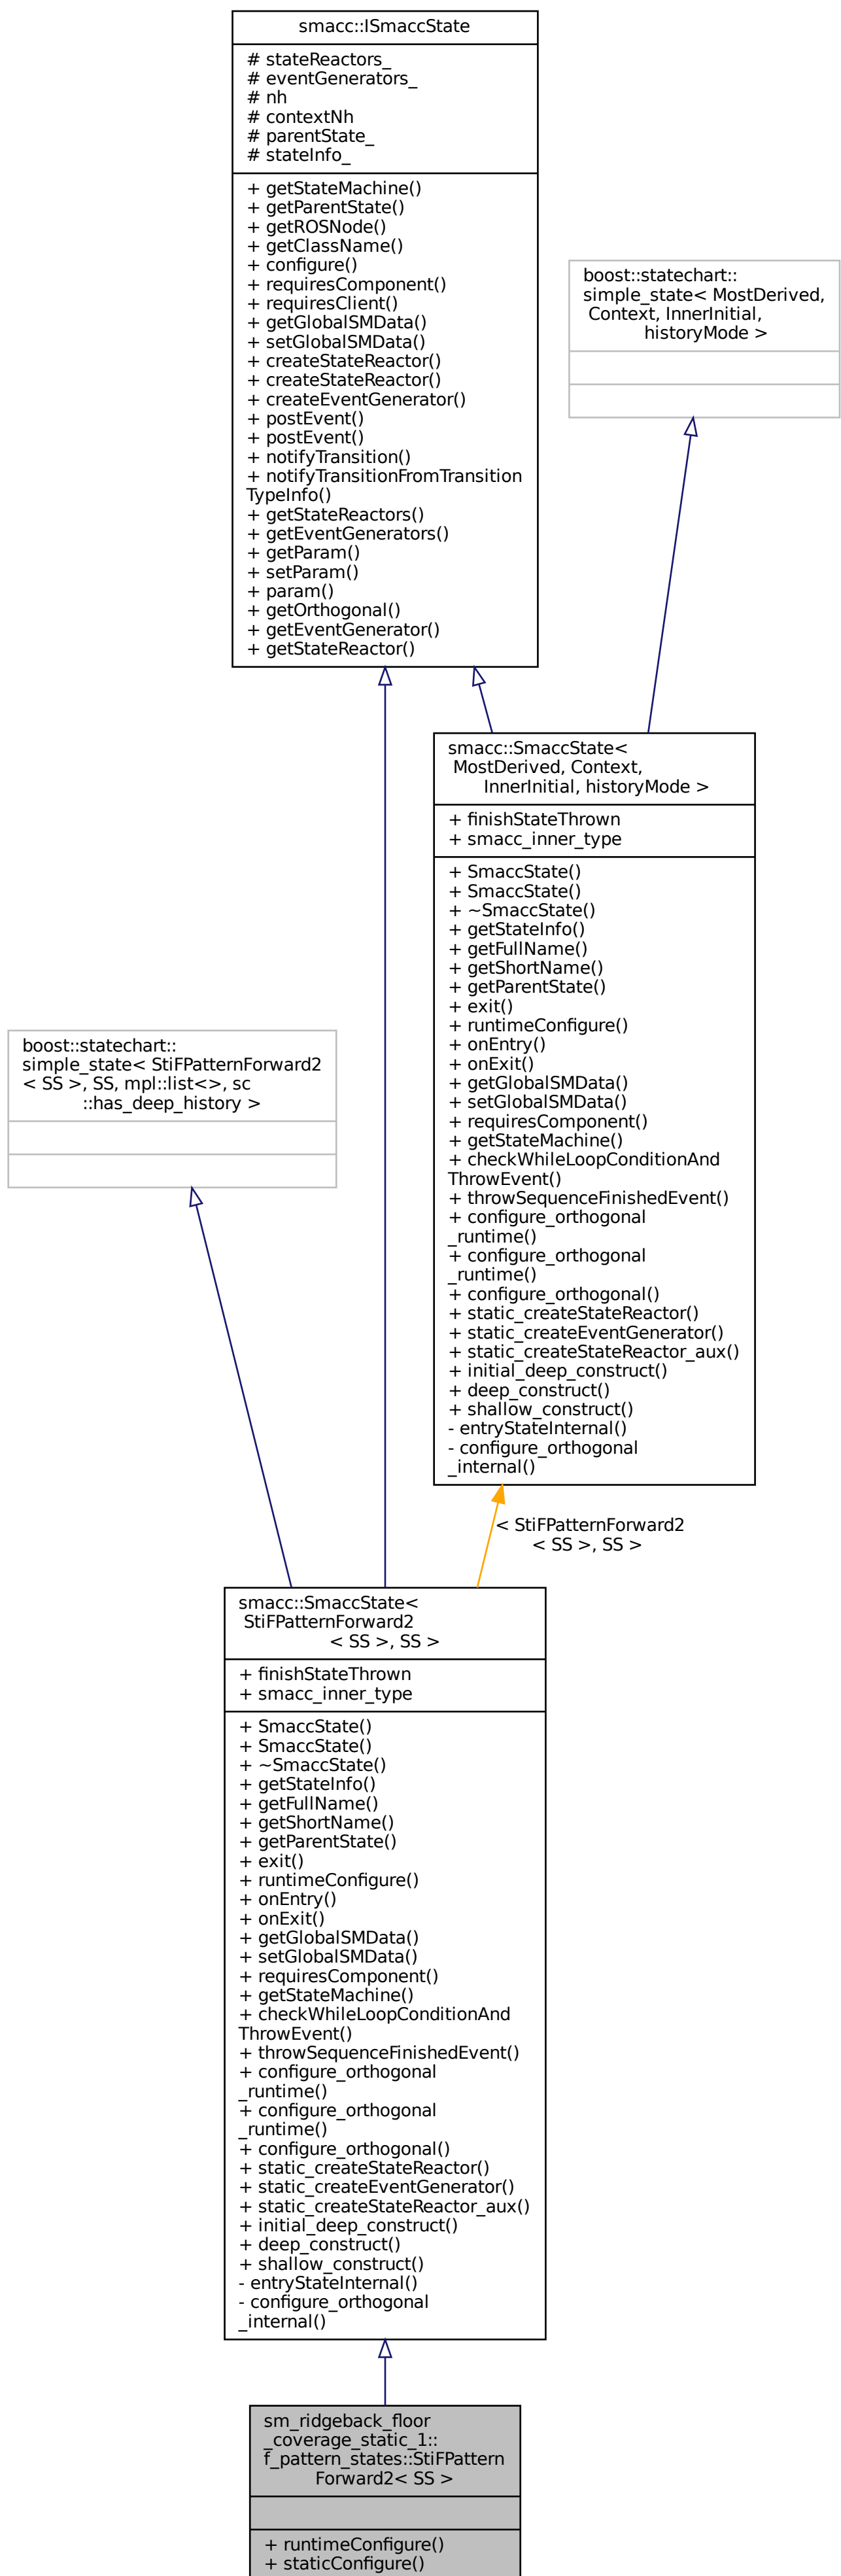 smacc::ISmaccState
# stateReactors_
# eventGenerators_
# nh
# contextNh
# parentState_
# stateInfo_
+ getStateMachine()
+ getParentState()
+ getROSNode()
+ getClassName()
+ configure()
+ requiresComponent()
+ requiresClient()
+ getGlobalSMData()
+ setGlobalSMData()
+ createStateReactor()
+ createStateReactor()
+ createEventGenerator()
+ postEvent()
+ postEvent()
+ notifyTransition()
+ notifyTransitionFromTransition
TypeInfo()
+ getStateReactors()
+ getEventGenerators()
+ getParam()
+ setParam()
+ param()
+ getOrthogonal()
+ getEventGenerator()
+ getStateReactor()
boost::statechart::
simple_state< MostDerived,
Context, InnerInitial,
historyMode >
smacc::SmaccState<
MostDerived, Context,
InnerInitial, historyMode >
+ finishStateThrown
+ smacc_inner_type
+ SmaccState()
+ SmaccState()
+ ~SmaccState()
+ getStateInfo()
+ getFullName()
+ getShortName()
+ getParentState()
+ exit()
+ runtimeConfigure()
+ onEntry()
+ onExit()
+ getGlobalSMData()
+ setGlobalSMData()
+ requiresComponent()
+ getStateMachine()
+ checkWhileLoopConditionAnd
ThrowEvent()
+ throwSequenceFinishedEvent()
+ configure_orthogonal
_runtime()
+ configure_orthogonal
_runtime()
+ configure_orthogonal()
+ static_createStateReactor()
+ static_createEventGenerator()
+ static_createStateReactor_aux()
+ initial_deep_construct()
+ deep_construct()
+ shallow_construct()
- entryStateInternal()
- configure_orthogonal
_internal()
boost::statechart::
simple_state< StiFPatternForward2
< SS >, SS, mpl::list<>, sc
::has_deep_history >
< StiFPatternForward2
< SS >, SS >
smacc::SmaccState<
StiFPatternForward2
< SS >, SS >
+ finishStateThrown
+ smacc_inner_type
+ SmaccState()
+ SmaccState()
+ ~SmaccState()
+ getStateInfo()
+ getFullName()
+ getShortName()
+ getParentState()
+ exit()
+ runtimeConfigure()
+ onEntry()
+ onExit()
+ getGlobalSMData()
+ setGlobalSMData()
+ requiresComponent()
+ getStateMachine()
+ checkWhileLoopConditionAnd
ThrowEvent()
+ throwSequenceFinishedEvent()
+ configure_orthogonal
_runtime()
+ configure_orthogonal
_runtime()
+ configure_orthogonal()
+ static_createStateReactor()
+ static_createEventGenerator()
+ static_createStateReactor_aux()
+ initial_deep_construct()
+ deep_construct()
+ shallow_construct()
- entryStateInternal()
- configure_orthogonal
_internal()
sm_ridgeback_floor
_coverage_static_1::
f_pattern_states::StiFPattern
Forward2< SS >
+ runtimeConfigure()
+ staticConfigure()